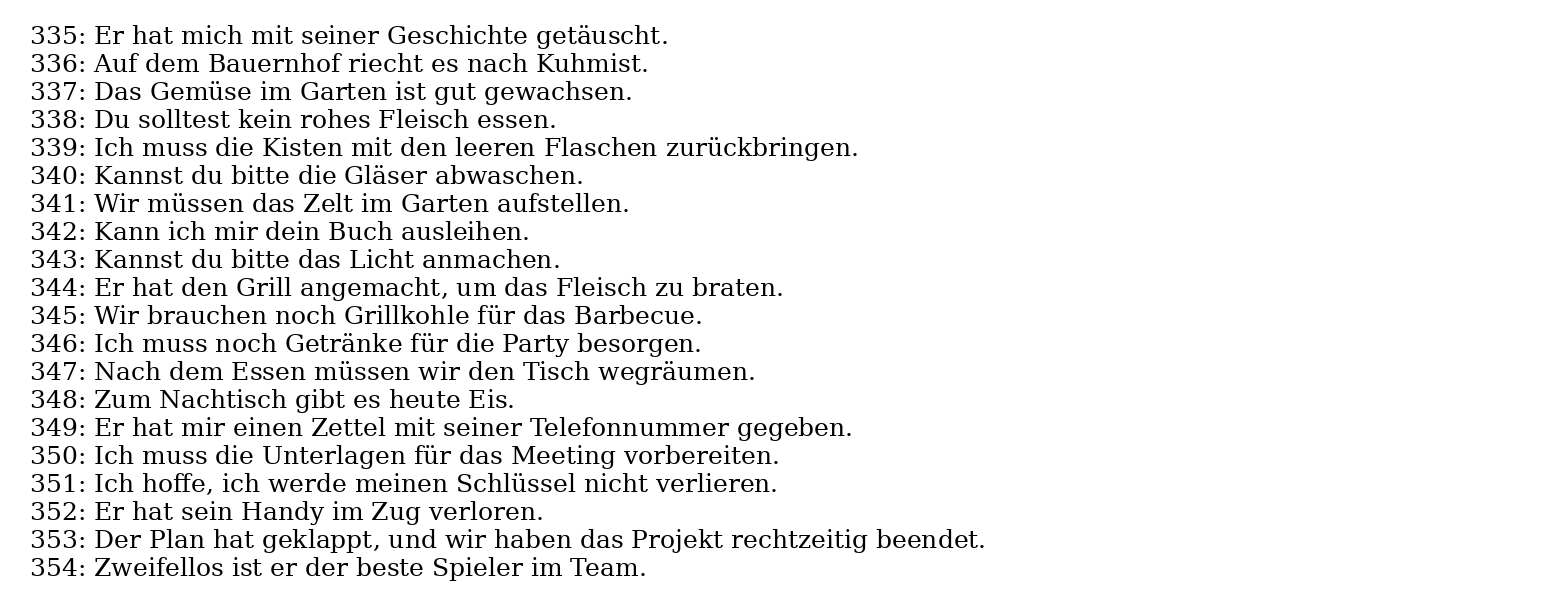 335: Er hat mich mit seiner Geschichte getäuscht.
336: Auf dem Bauernhof riecht es nach Kuhmist.
337: Das Gemüse im Garten ist gut gewachsen.
338: Du solltest kein rohes Fleisch essen.
339: Ich muss die Kisten mit den leeren Flaschen zurückbringen.
340: Kannst du bitte die Gläser abwaschen.
341: Wir müssen das Zelt im Garten aufstellen.
342: Kann ich mir dein Buch ausleihen.
343: Kannst du bitte das Licht anmachen.
344: Er hat den Grill angemacht, um das Fleisch zu braten.
345: Wir brauchen noch Grillkohle für das Barbecue.
346: Ich muss noch Getränke für die Party besorgen.
347: Nach dem Essen müssen wir den Tisch wegräumen.
348: Zum Nachtisch gibt es heute Eis.
349: Er hat mir einen Zettel mit seiner Telefonnummer gegeben.
350: Ich muss die Unterlagen für das Meeting vorbereiten.
351: Ich hoffe, ich werde meinen Schlüssel nicht verlieren.
352: Er hat sein Handy im Zug verloren.
353: Der Plan hat geklappt, und wir haben das Projekt rechtzeitig beendet.
354: Zweifellos ist er der beste Spieler im Team.